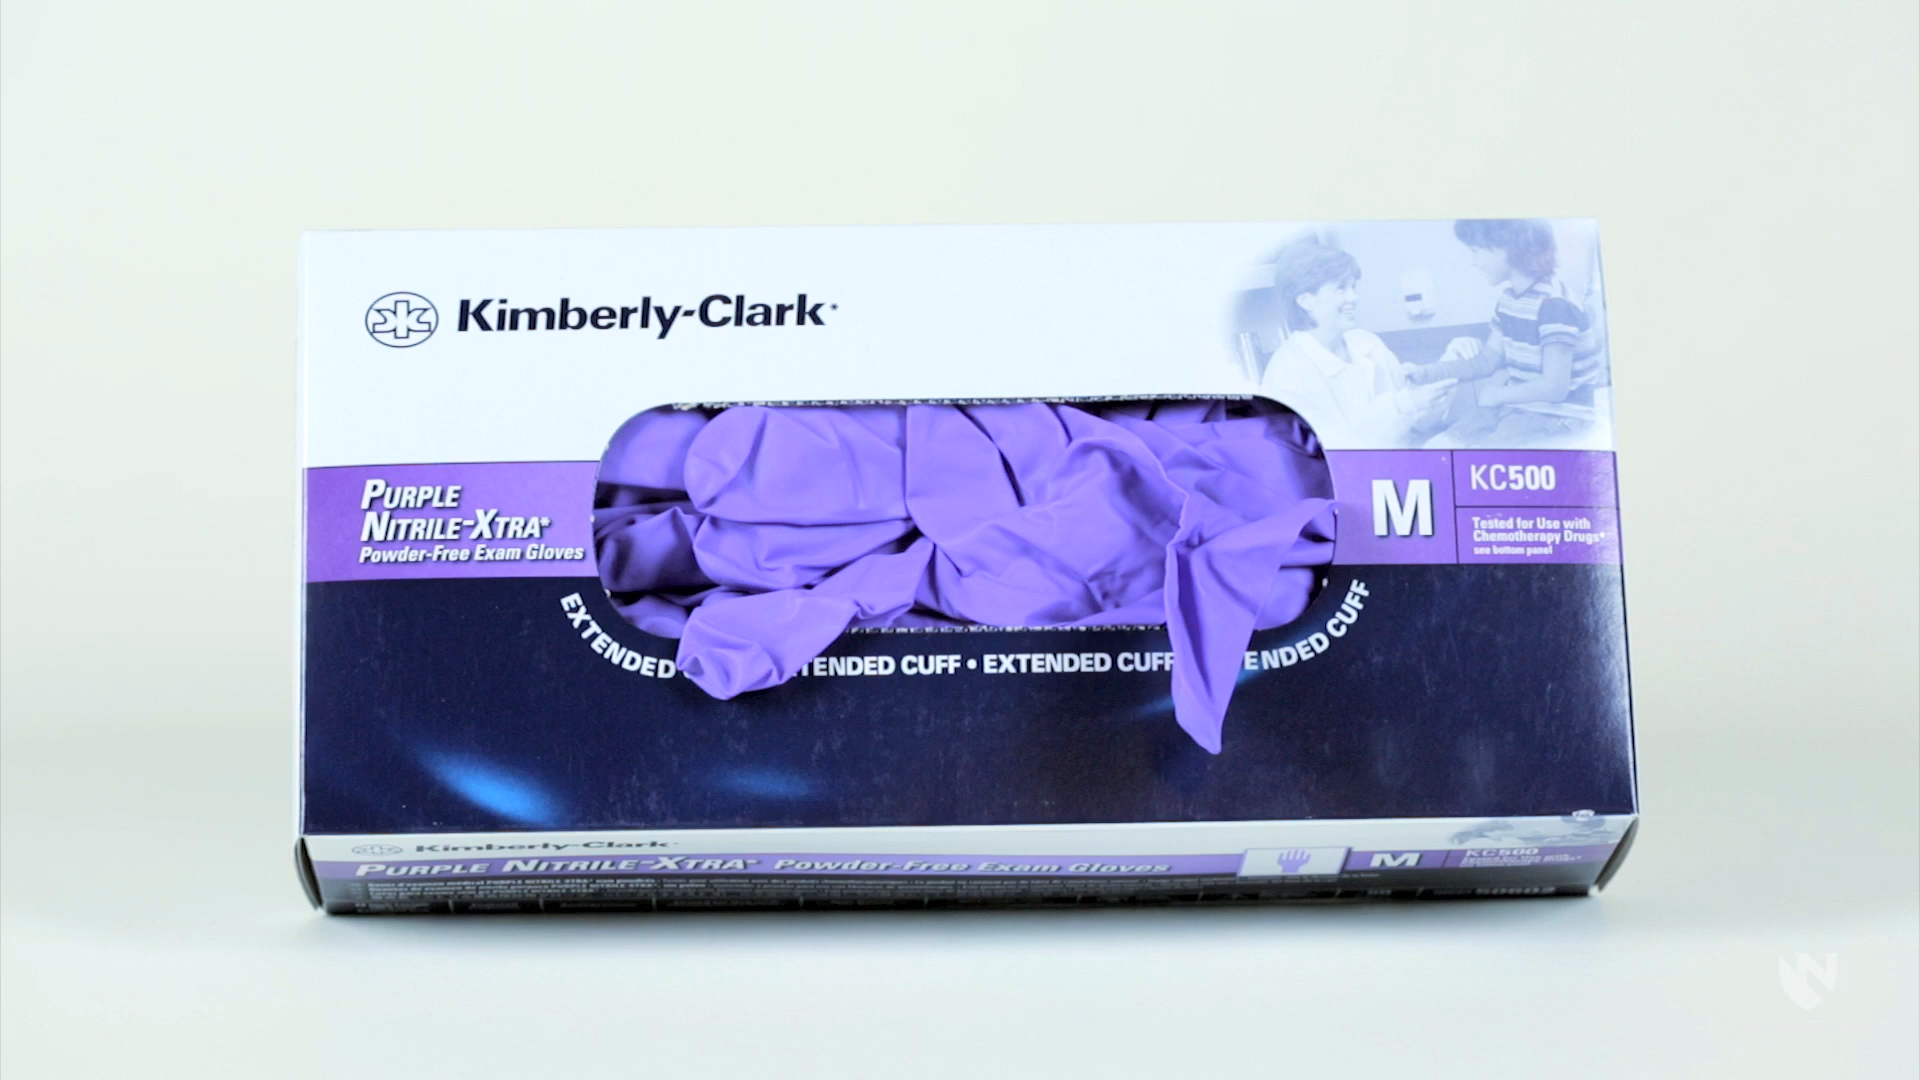 Kimberly-Clark*
PURPLE
NITRILE-XTRA*
Powder-Free Exam Gloves
M
KC500
Tested for Use with
Chemotherapy Drugs*
see bottom panel
EXTENDED TENDED CUFF • EXTENDED CUFF ENDED CUFF
Kimberly-Clark*
PURPLE NITRILE-XTRA* Powder-Free Exam Gloves
M
KC500